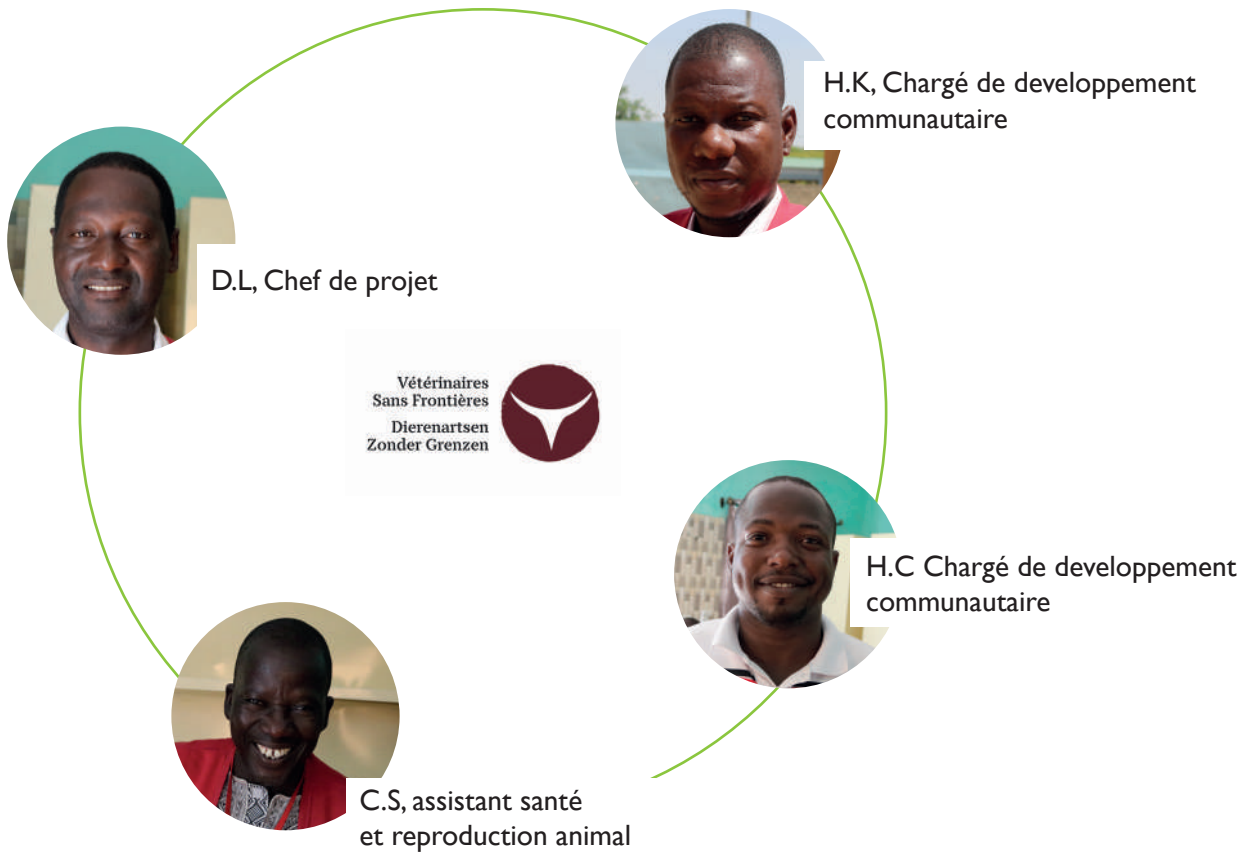 H.K, Chargé de developpement
communautaire
D.L, Chef de projet
Vétérinaires
Sans Frontières
Dierenartsen
Zonder Grenzen
H.C Chargé de developpement
communautaire
C.S, assistant santé
et reproduction animal